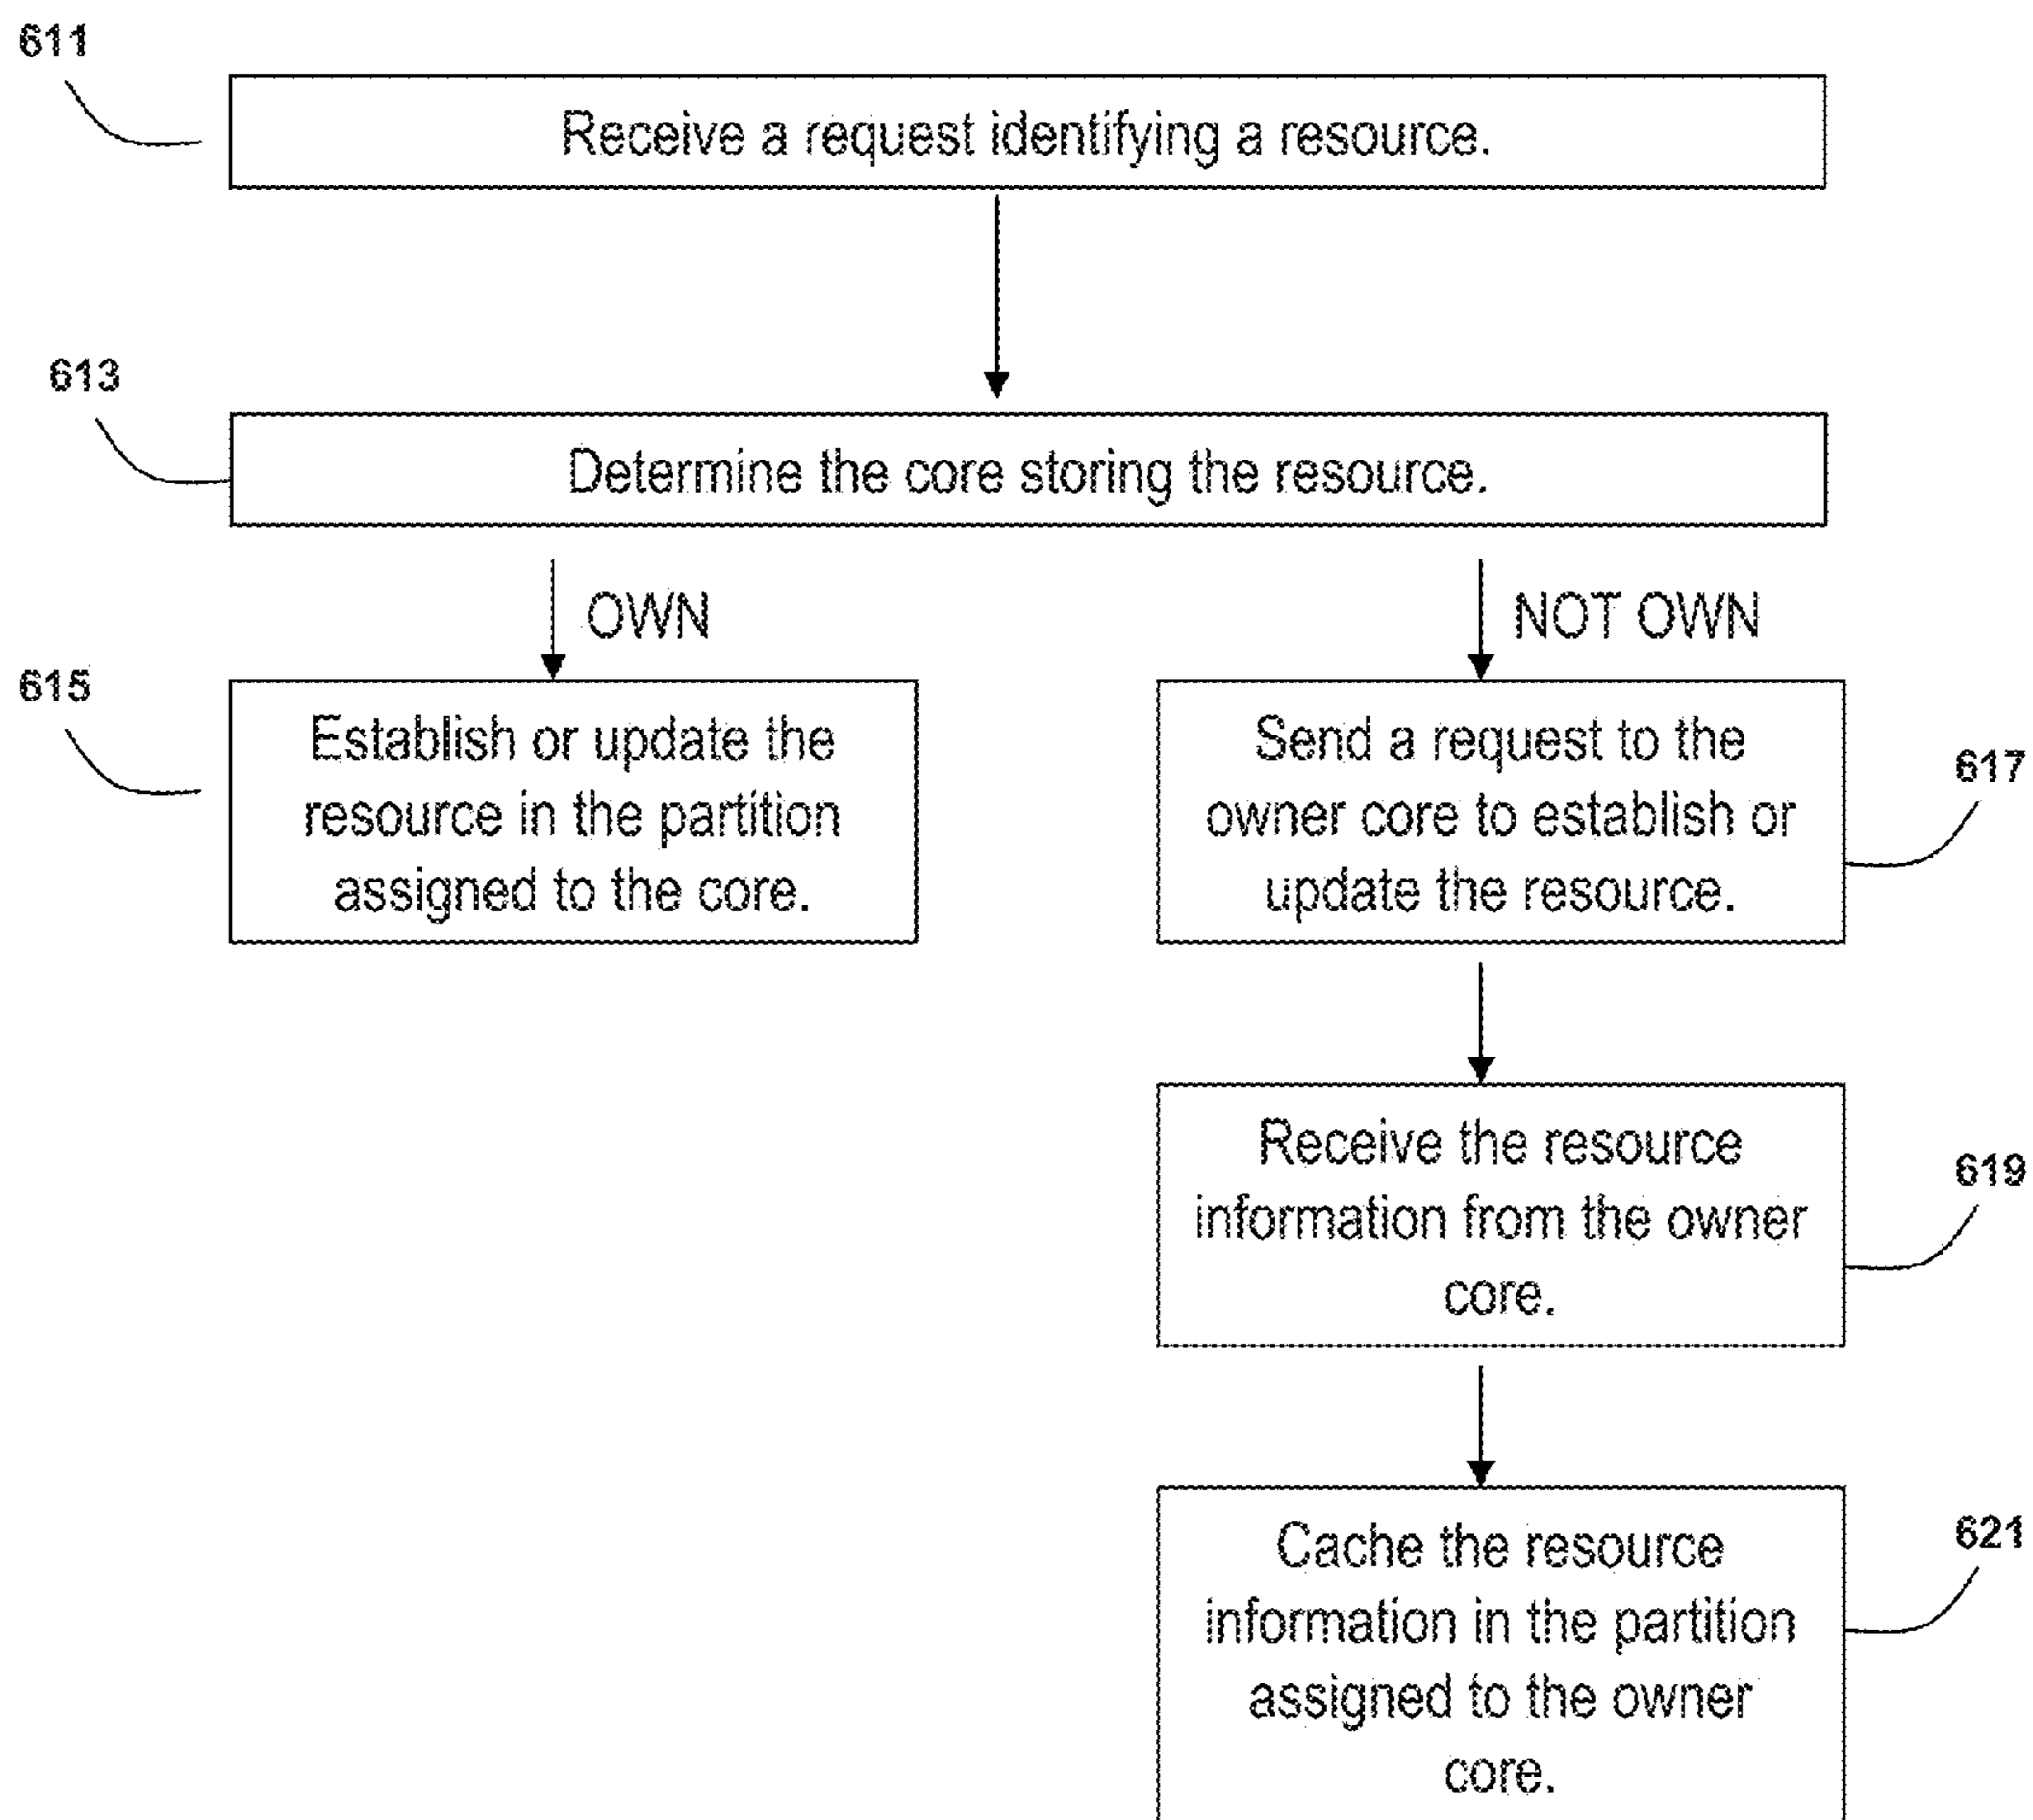 611
Receive a request identifying a resource.
613
Determine the core storing the resource.
OWN
NOT OWN
615
Establish or update the
resource in the partition
assigned to the core.
Send a request to the
owner core to establish or
update the resource.
617
Receive the resource
information from the owner
core.
619
Cache the resource
information in the partition
assigned to the owner
core.
621